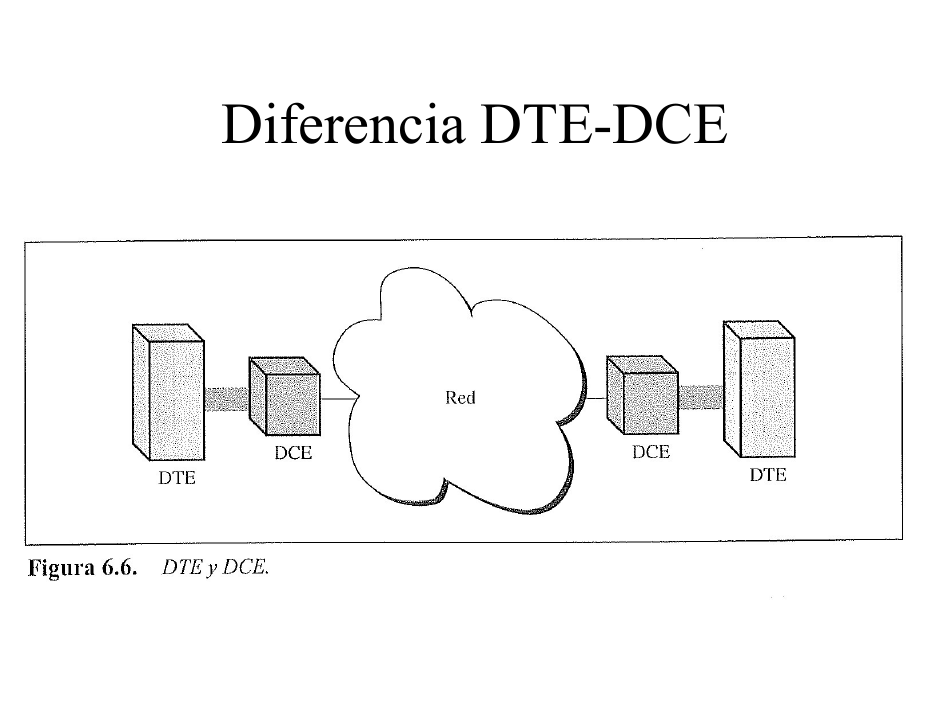 Diferencia DTE-DCE
Red
DCE
DCE
DTE
DTE
Figura 6.6. DTE y DCE.